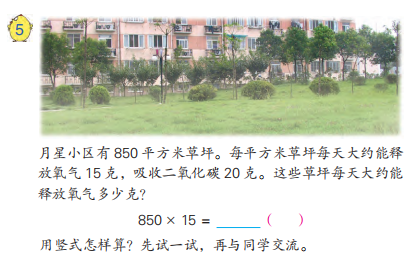 5
月星小区有850平方米草坪。每平方米草坪每天大约能释
放氧气15克，吸收二氧化碳20克。这些草坪每天大约能
释放氧气多少克？
850 × 15 = ______（　　）
用竖式怎样算？先试一试，再与同学交流。